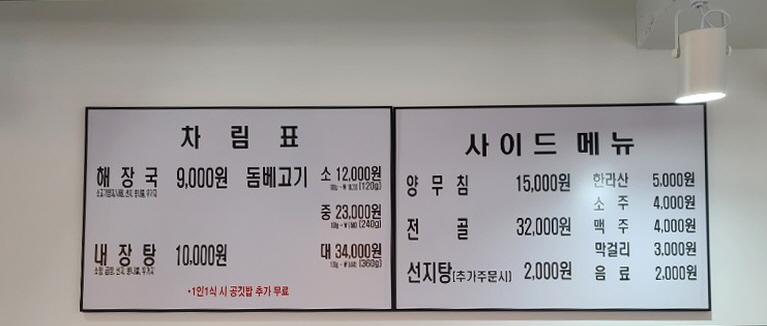 차림표
해장국 9,000원 돔베고기 소 12,000원
(120g)
중 23,000원
(240g)
내장탕 10,000원 대 34,000원
(360g)
•1인1식 시 공깃밥 추가 무료
사이드 메뉴
양무침 15,000원 한라산 5,000원
소주 4,000원
전골 32,000원 맥주 4,000원
막걸리 3,000원
선지탕(추가주문시) 2,000원 음료 2,000원